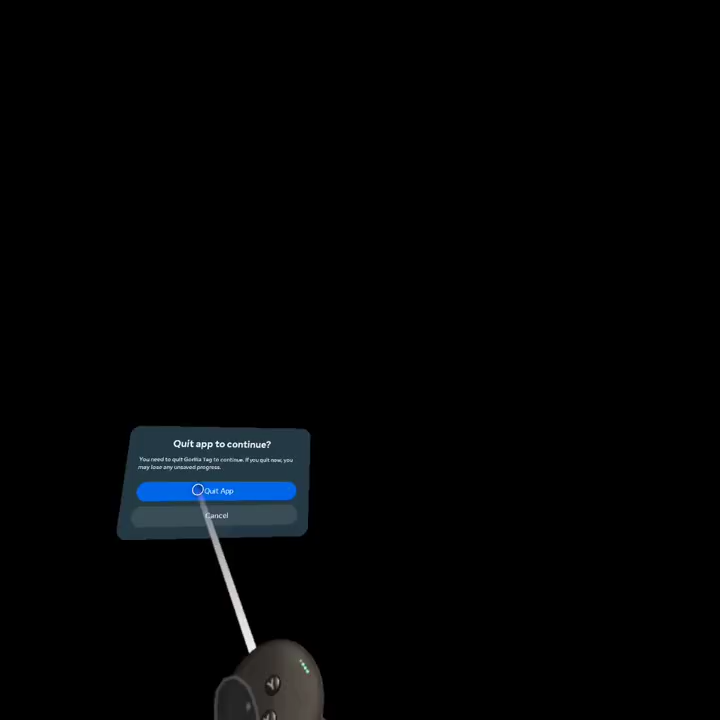 Quit app to continue?
You need to quit Gorilla Tag to continue. If you quit now, you
may lose any unsaved progress.
Quit App
Cancel
Y